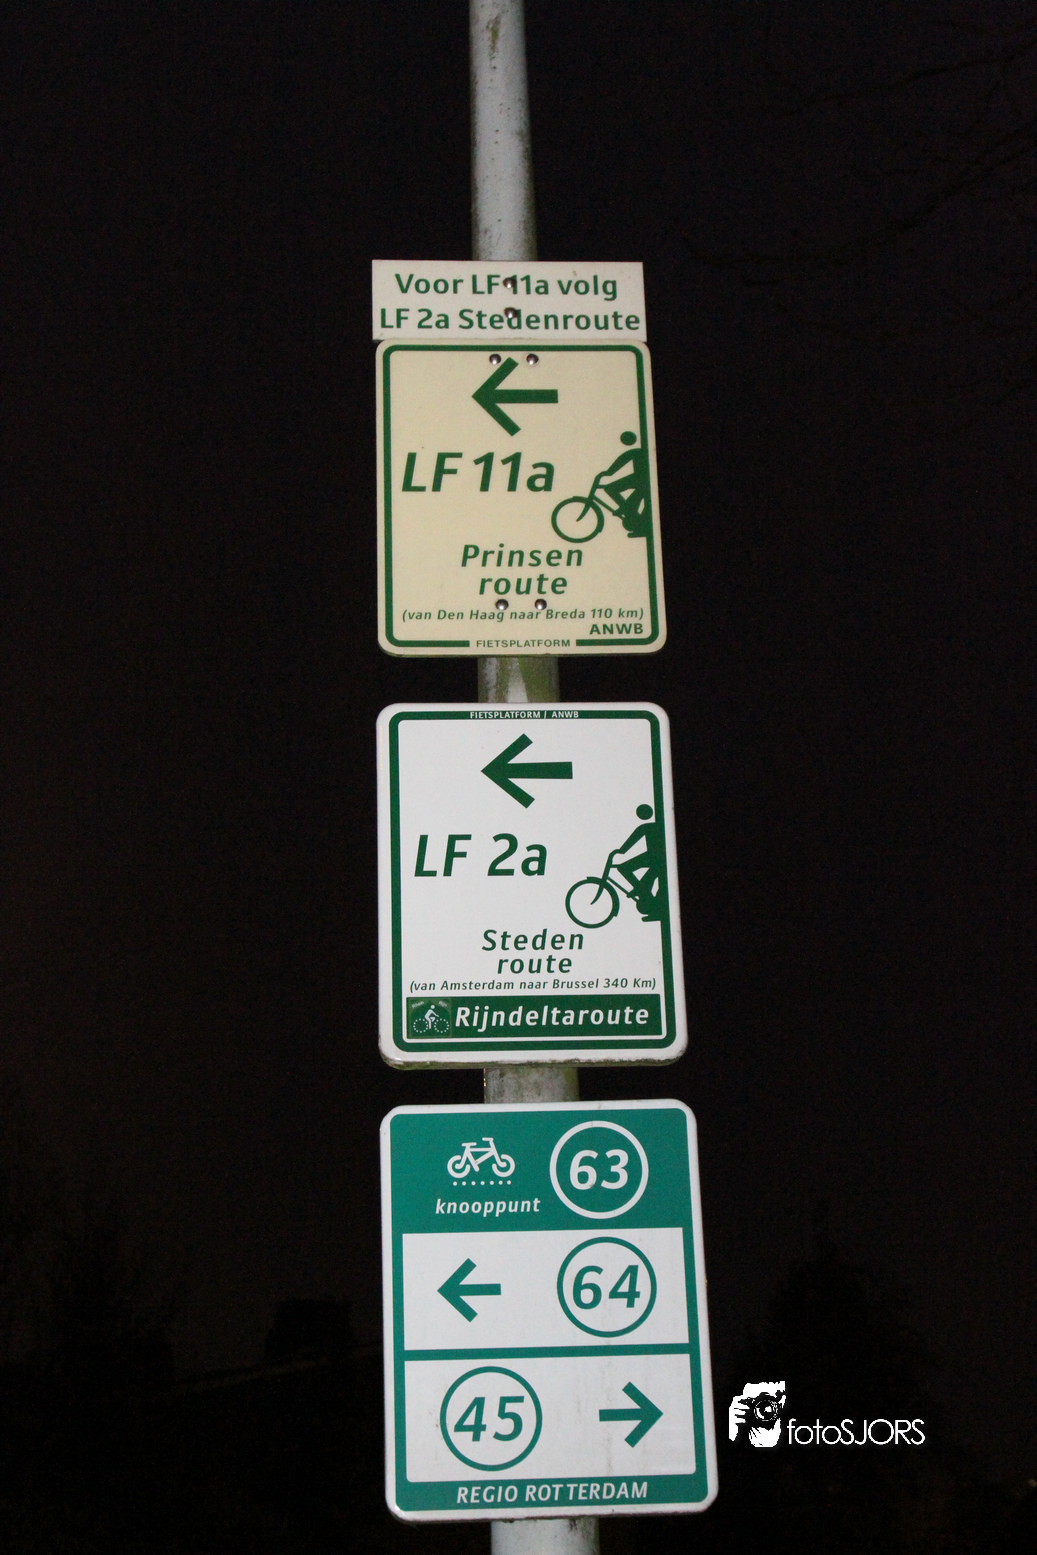 Voor LF 11a volg
LF 2a Stedenroute
LF 11a
Prinsen
route
(van Den Haag naar Breda 110 km)
ANWB
FIETSPLATFORM
FIETSPLATFORM / ANWB
LF 2a
Steden
route
(van Amsterdam naar Brussel 340 Km)
Rijndeltaroute
63
knooppunt
64
45
REGIO ROTTERDAM
fotoSJORS